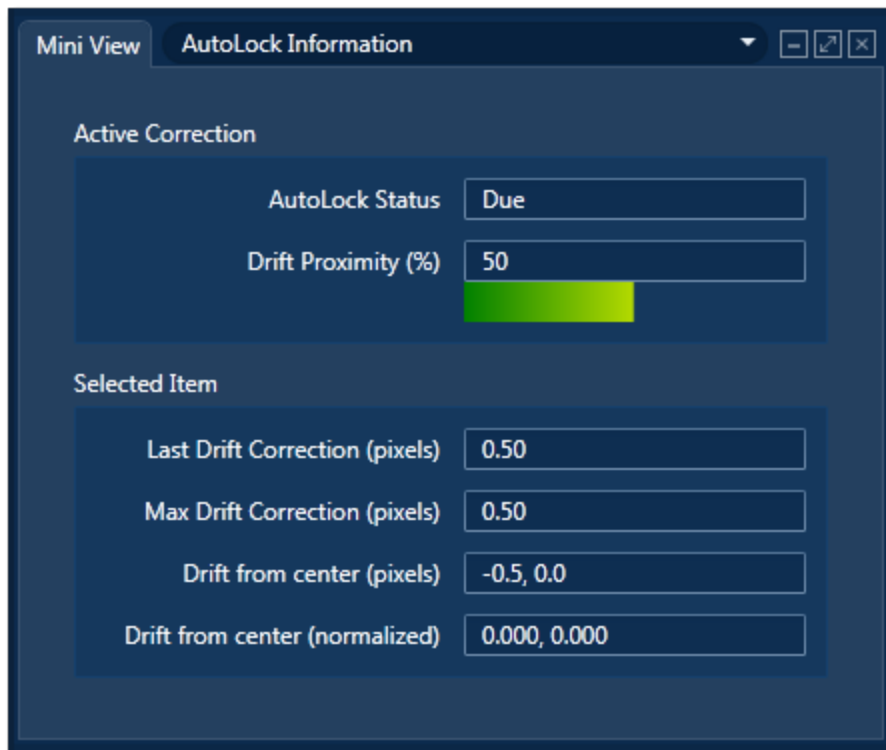 Mini View AutoLock Information
Active Correction
AutoLock Status Due
Drift Proximity (%) 50
Selected Item
Last Drift Correction (pixels) 0.50
Max Drift Correction (pixels) 0.50
Drift from center (pixels) -0.5, 0.0
Drift from center (normalized) 0.000, 0.000